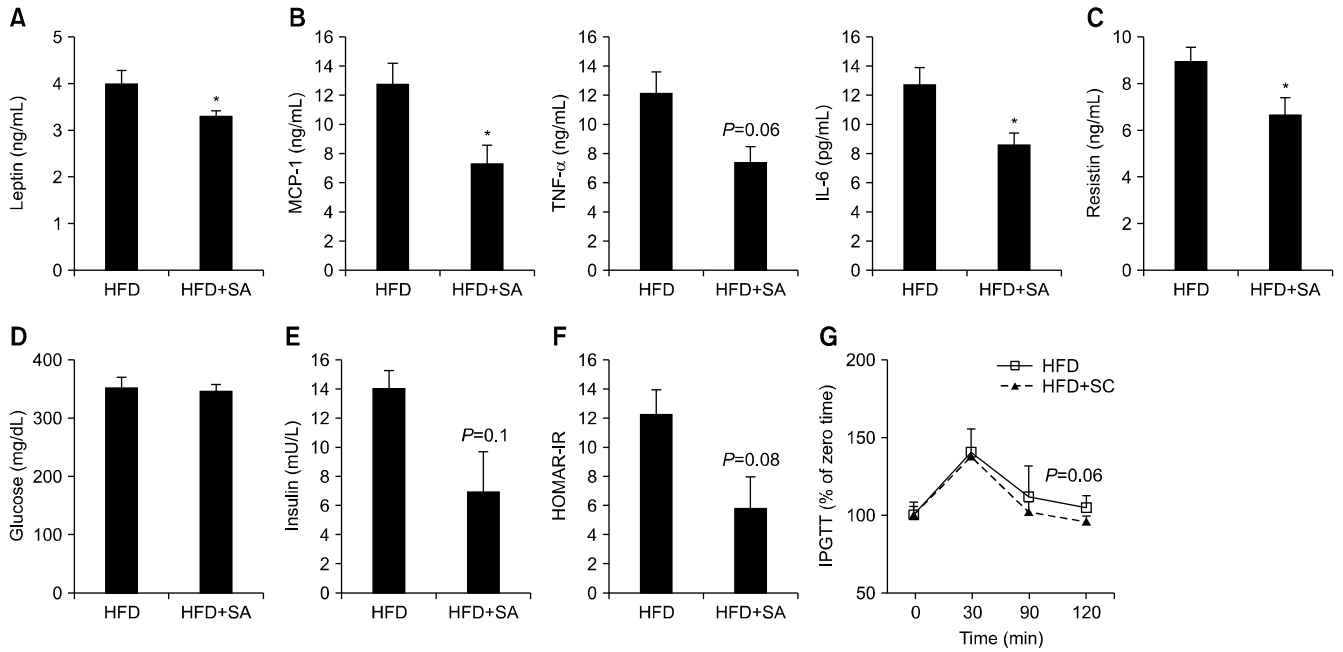 A
Leptin (ng/mL)
5
4
3
2
1
0
*
HFD
HFD+SA
B
MCP-1 (ng/mL)
16
14
12
10
8
6
4
2
0
*
HFD
HFD+SA
TNF-α (ng/mL)
16
14
12
10
8
6
4
2
0
P=0.06
HFD
HFD+SA
IL-6 (pg/mL)
16
14
12
10
8
6
4
2
0
*
HFD
HFD+SA
C
Resistin (ng/mL)
10
8
6
4
2
0
*
HFD
HFD+SA
D
Glucose (mg/dL)
400
300
200
100
0
HFD
HFD+SA
E
Insulin (mU/L)
16
14
12
10
8
6
4
2
0
P=0.1
HFD
HFD+SA
F
HOMAR-IR
16
14
12
10
8
6
4
2
0
P=0.08
HFD
HFD+SA
G
IPGTT (% of zero time)
200
150
100
50
HFD
HFD+SC
P=0.06
0
30
90
120
Time (min)